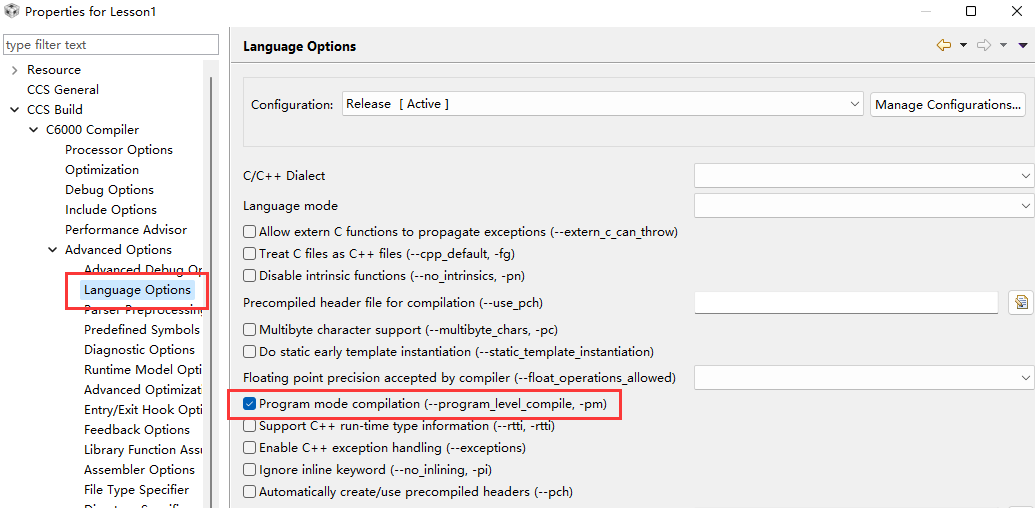 Properties for Lesson1
type filter text
Resource
CCS General
CCS Build
C6000 Compiler
Processor Options
Optimization
Debug Options
Include Options
Performance Advisor
Advanced Options
Advanced Debug Op
Language Options
Parser Preprocessing
Predefined Symbols
Diagnostic Options
Runtime Model Opti
Advanced Optimizat
Entry/Exit Hook Optio
Feedback Options
Library Function Assu
Assembler Options
File Type Specifier
Language Options
Configuration:
Release [ Active ]
Manage Configurations...
C/C++ Dialect
Language mode
Allow extern C functions to propagate exceptions (--extern_c_can_throw)
Treat C files as C++ files (--cpp_default, -fg)
Disable intrinsic functions (--no_intrinsics, -pn)
Precompiled header file for compilation (--use_pch)
Multibyte character support (--multibyte_chars, -pc)
Do static early template instantiation (--static_template_instantiation)
Floating point precision accepted by compiler (--float_operations_allowed)
Program mode compilation (--program_level_compile, -pm)
Support C++ run-time type information (--rtti, -rtti)
Enable C++ exception handling (--exceptions)
Ignore inline keyword (--no_inlining, -pi)
Automatically create/use precompiled headers (--pch)